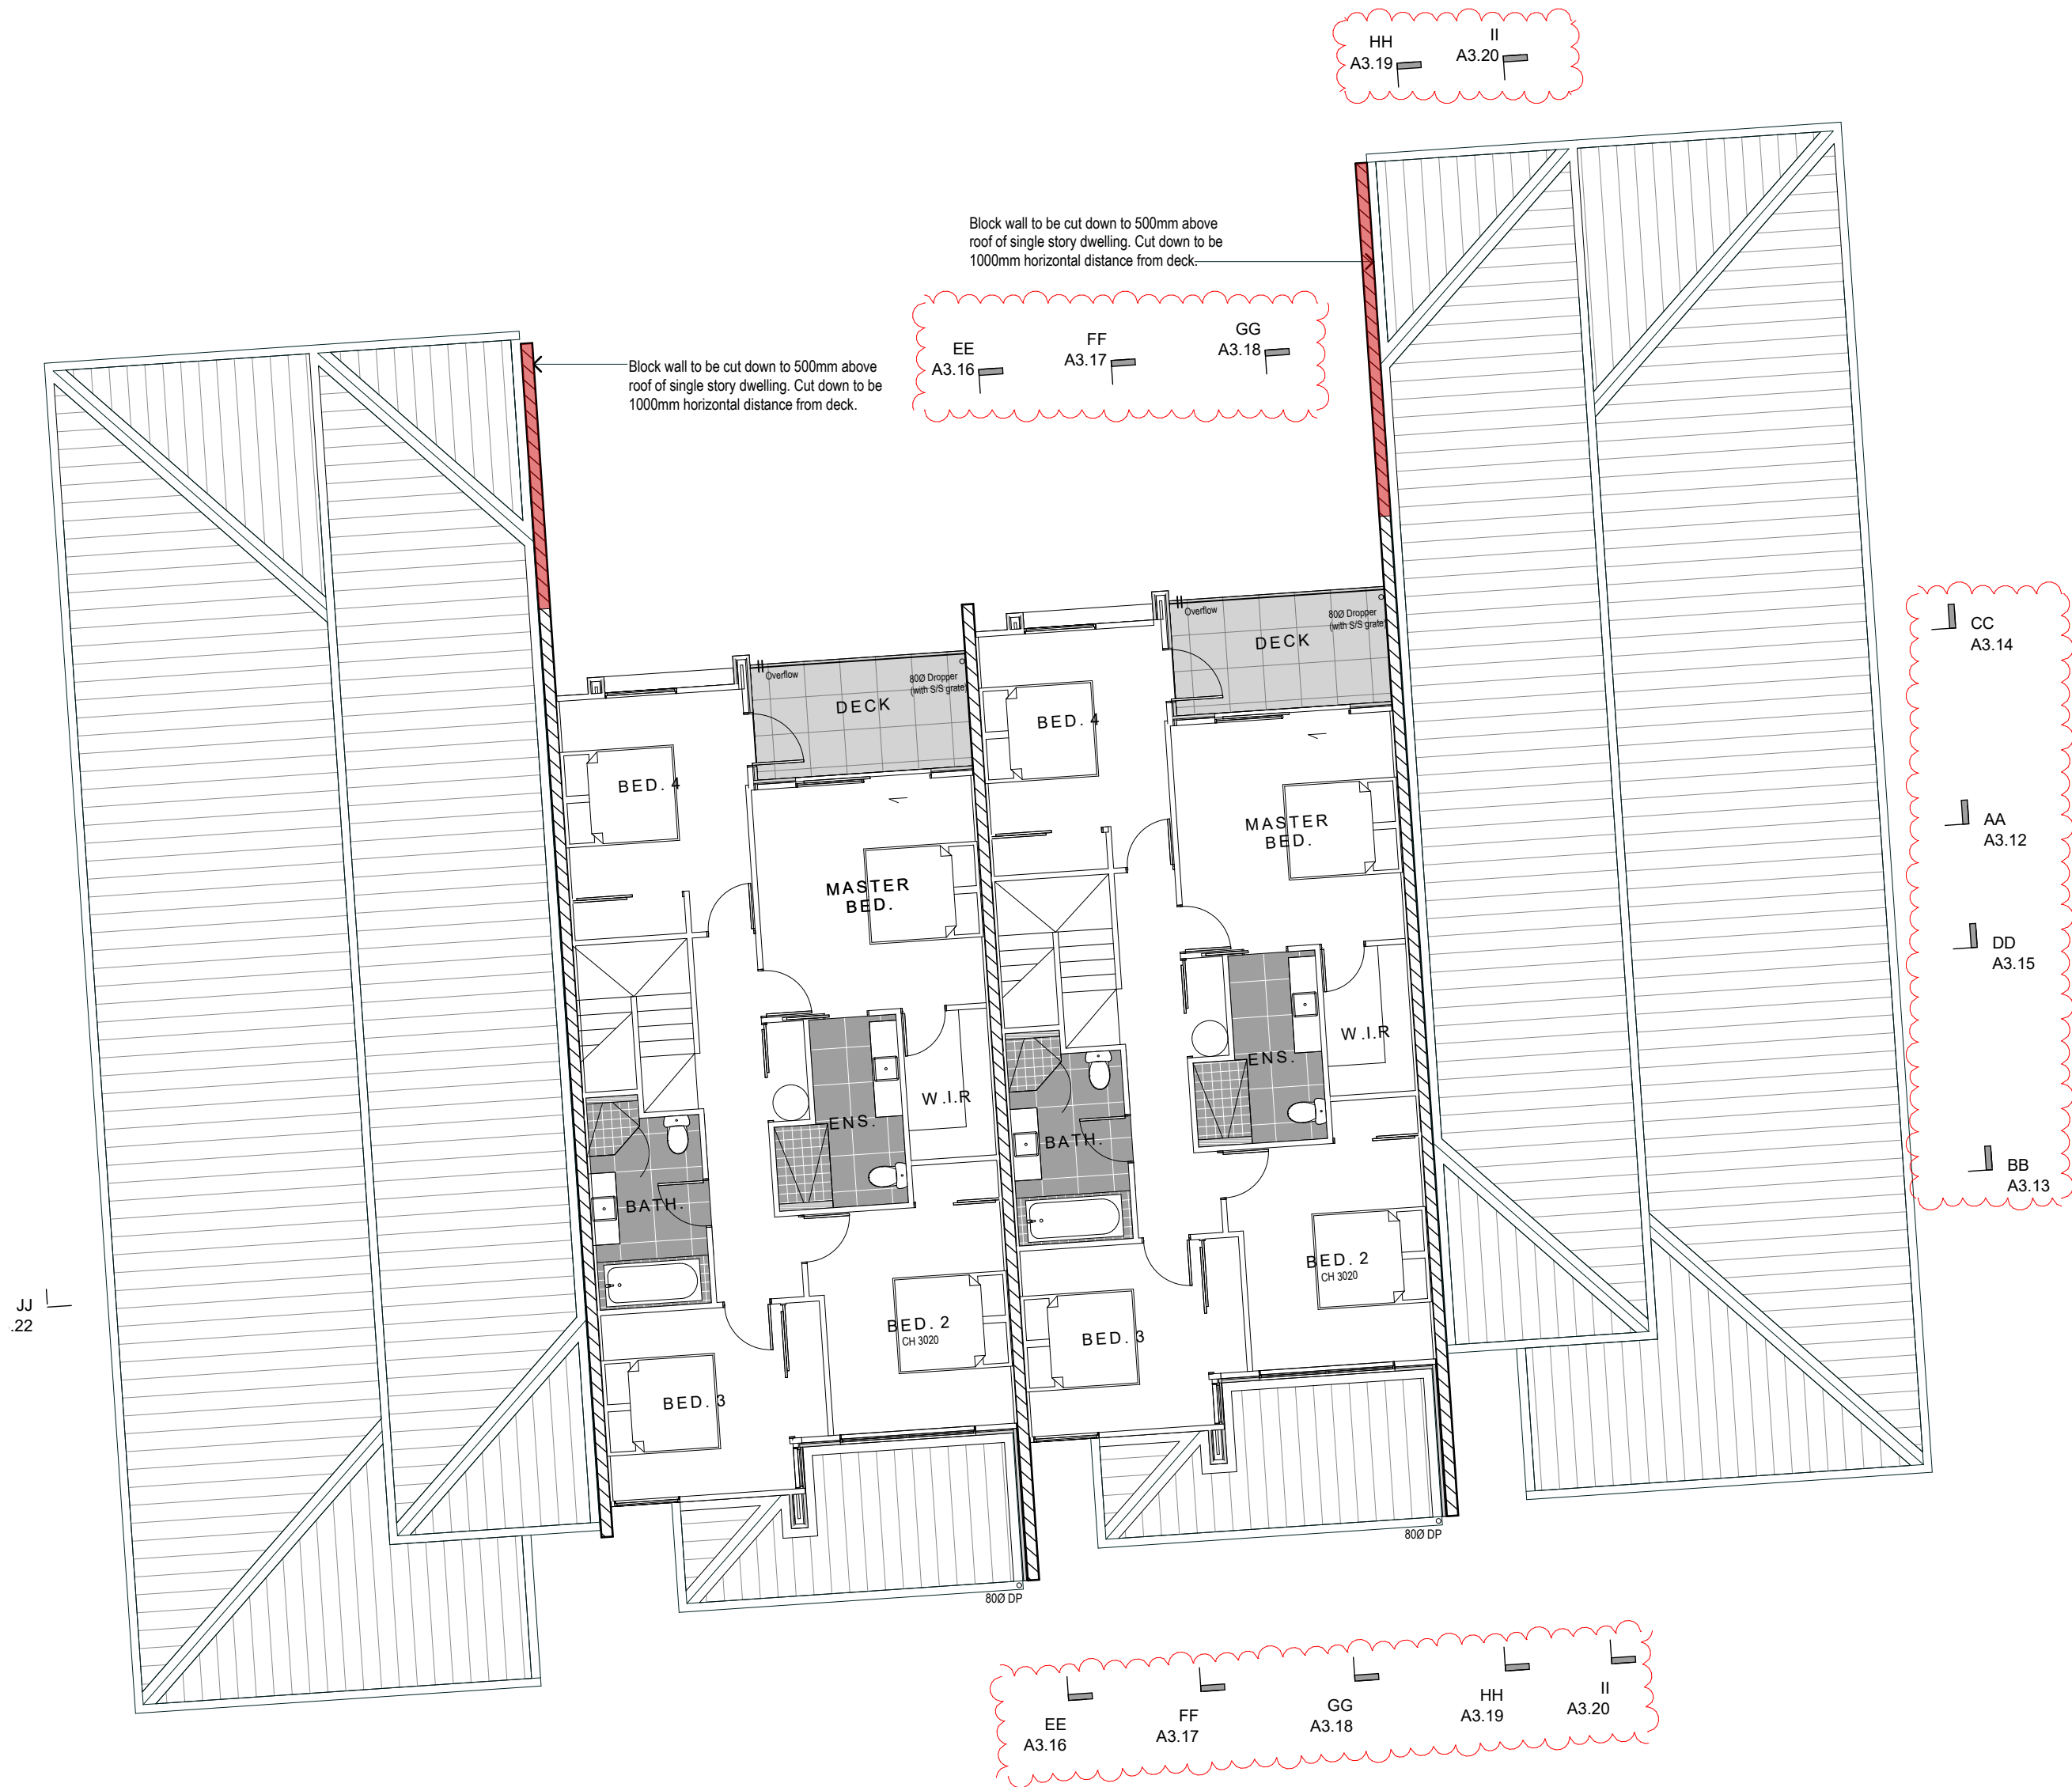 HH
A3.19
II
A3.20
Block wall to be cut down to 500mm above
roof of single story dwelling. Cut down to be
1000mm horizontal distance from deck.
EE
A3.16
FF
A3.17
GG
A3.18
Block wall to be cut down to 500mm above
roof of single story dwelling. Cut down to be
1000mm horizontal distance from deck.
Overflow
80Ø Dropper
(with S/S grate)
DECK
CC
A3.14
Overflow
80Ø Dropper
(with S/S grate)
DECK
BED. 4
BED. 4
MASTER
BED.
AA
A3.12
MASTER
BED.
DD
A3.15
W.I.R
ENS.
W.I.R
ENS.
BATH.
BB
A3.13
BATH.
BED. 2
CH 3020
JJ
.22
BED. 2
CH 3020
BED. 3
BED. 3
80Ø DP
80Ø DP
EE
A3.16
FF
A3.17
GG
A3.18
HH
A3.19
II
A3.20